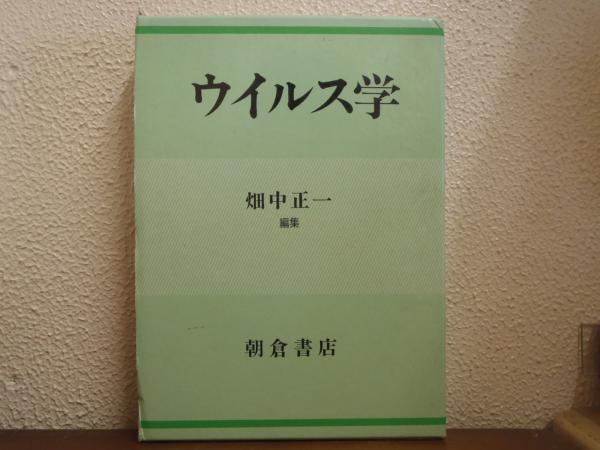 ウイルス学
畑中正一
編集
朝倉書店